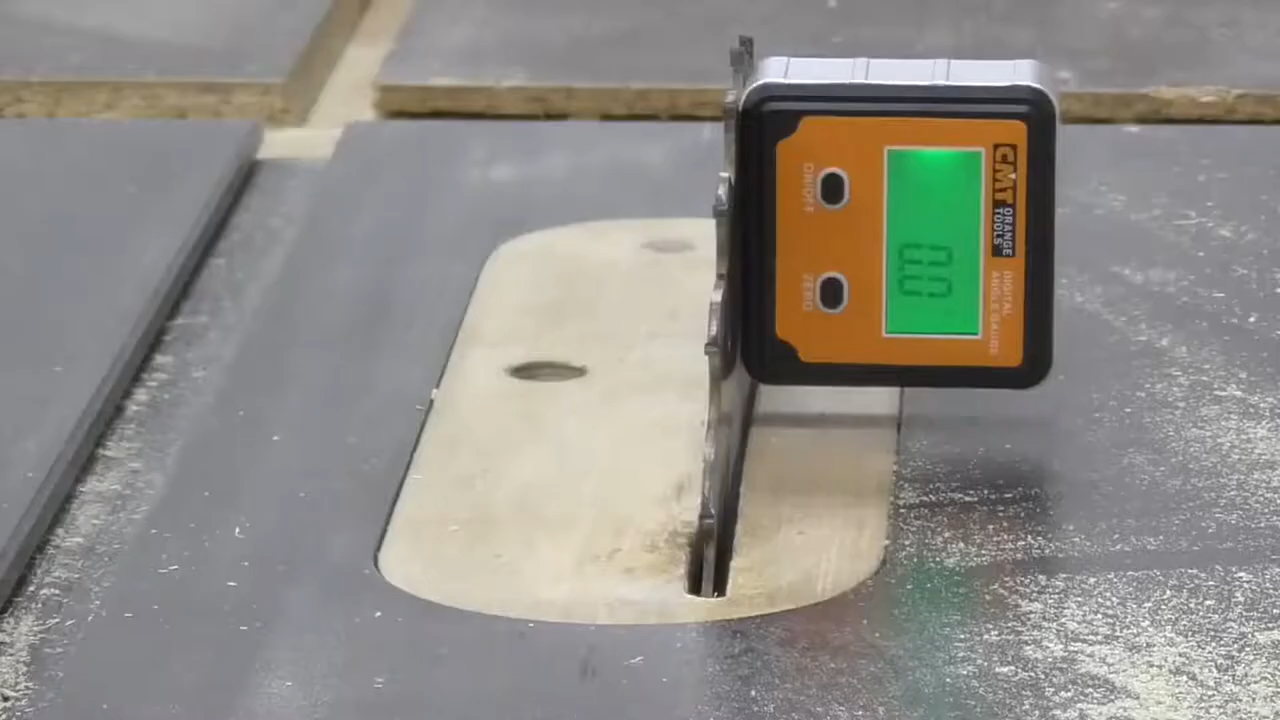 CMT
ORANGE
TOOLS
DIGITAL
ANGLE GAUGE
0.0
ON/OFF
ZERO